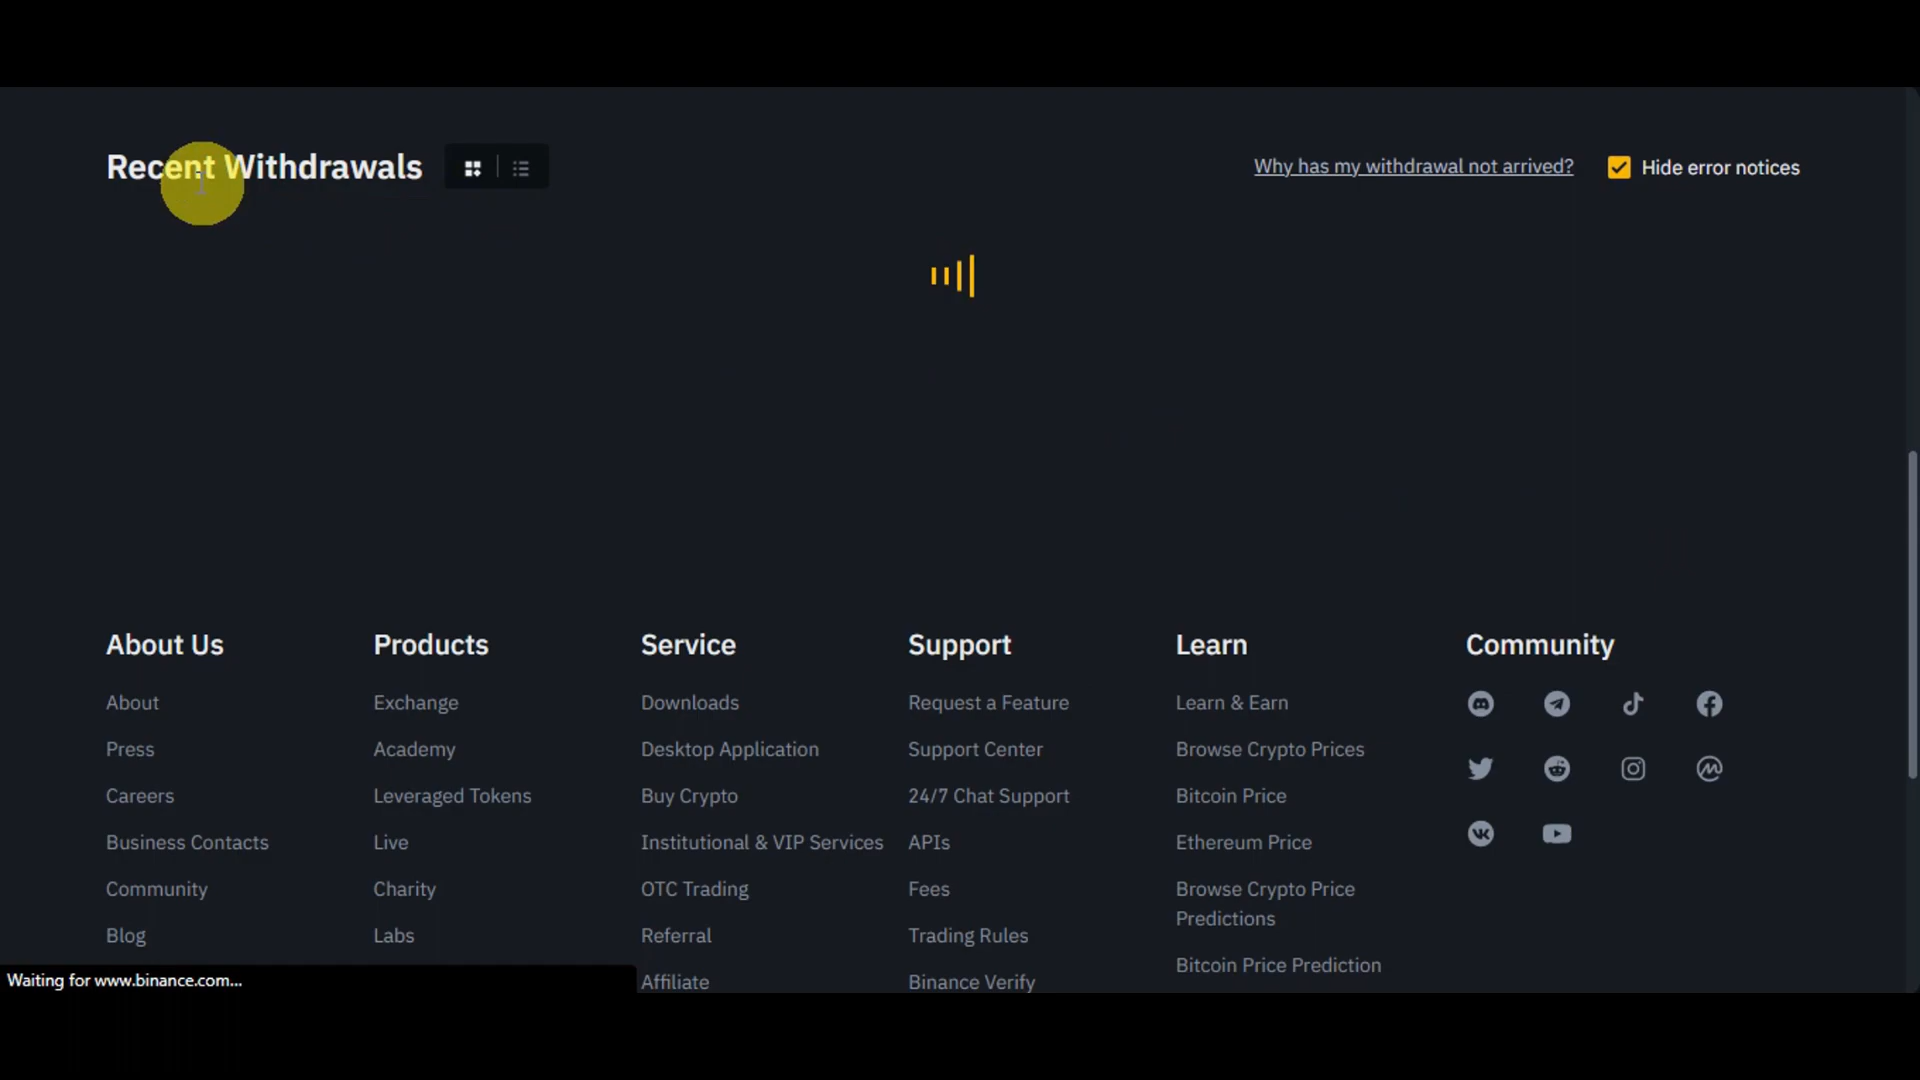 Recent Withdrawals
Why has my withdrawal not arrived?
Hide error notices
About Us
About
Press
Careers
Business Contacts
Community
Blog
Products
Exchange
Academy
Leveraged Tokens
Live
Charity
Labs
Service
Downloads
Desktop Application
Buy Crypto
Institutional & VIP Services
OTC Trading
Referral
Affiliate
Support
Request a Feature
Support Center
24/7 Chat Support
APIs
Fees
Trading Rules
Binance Verify
Learn
Learn & Earn
Browse Crypto Prices
Bitcoin Price
Ethereum Price
Browse Crypto Price
Predictions
Bitcoin Price Prediction
Community
Waiting for www.binance.com...